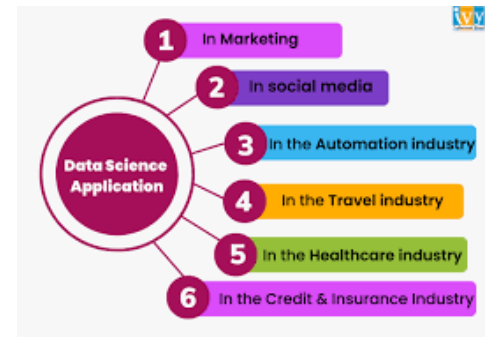 ivy
1 In Marketing
2 In social media
Data Science
Application
3 In the Automation industry
4 In the Travel industry
5 In the Healthcare industry
6 In the Credit & Insurance Industry